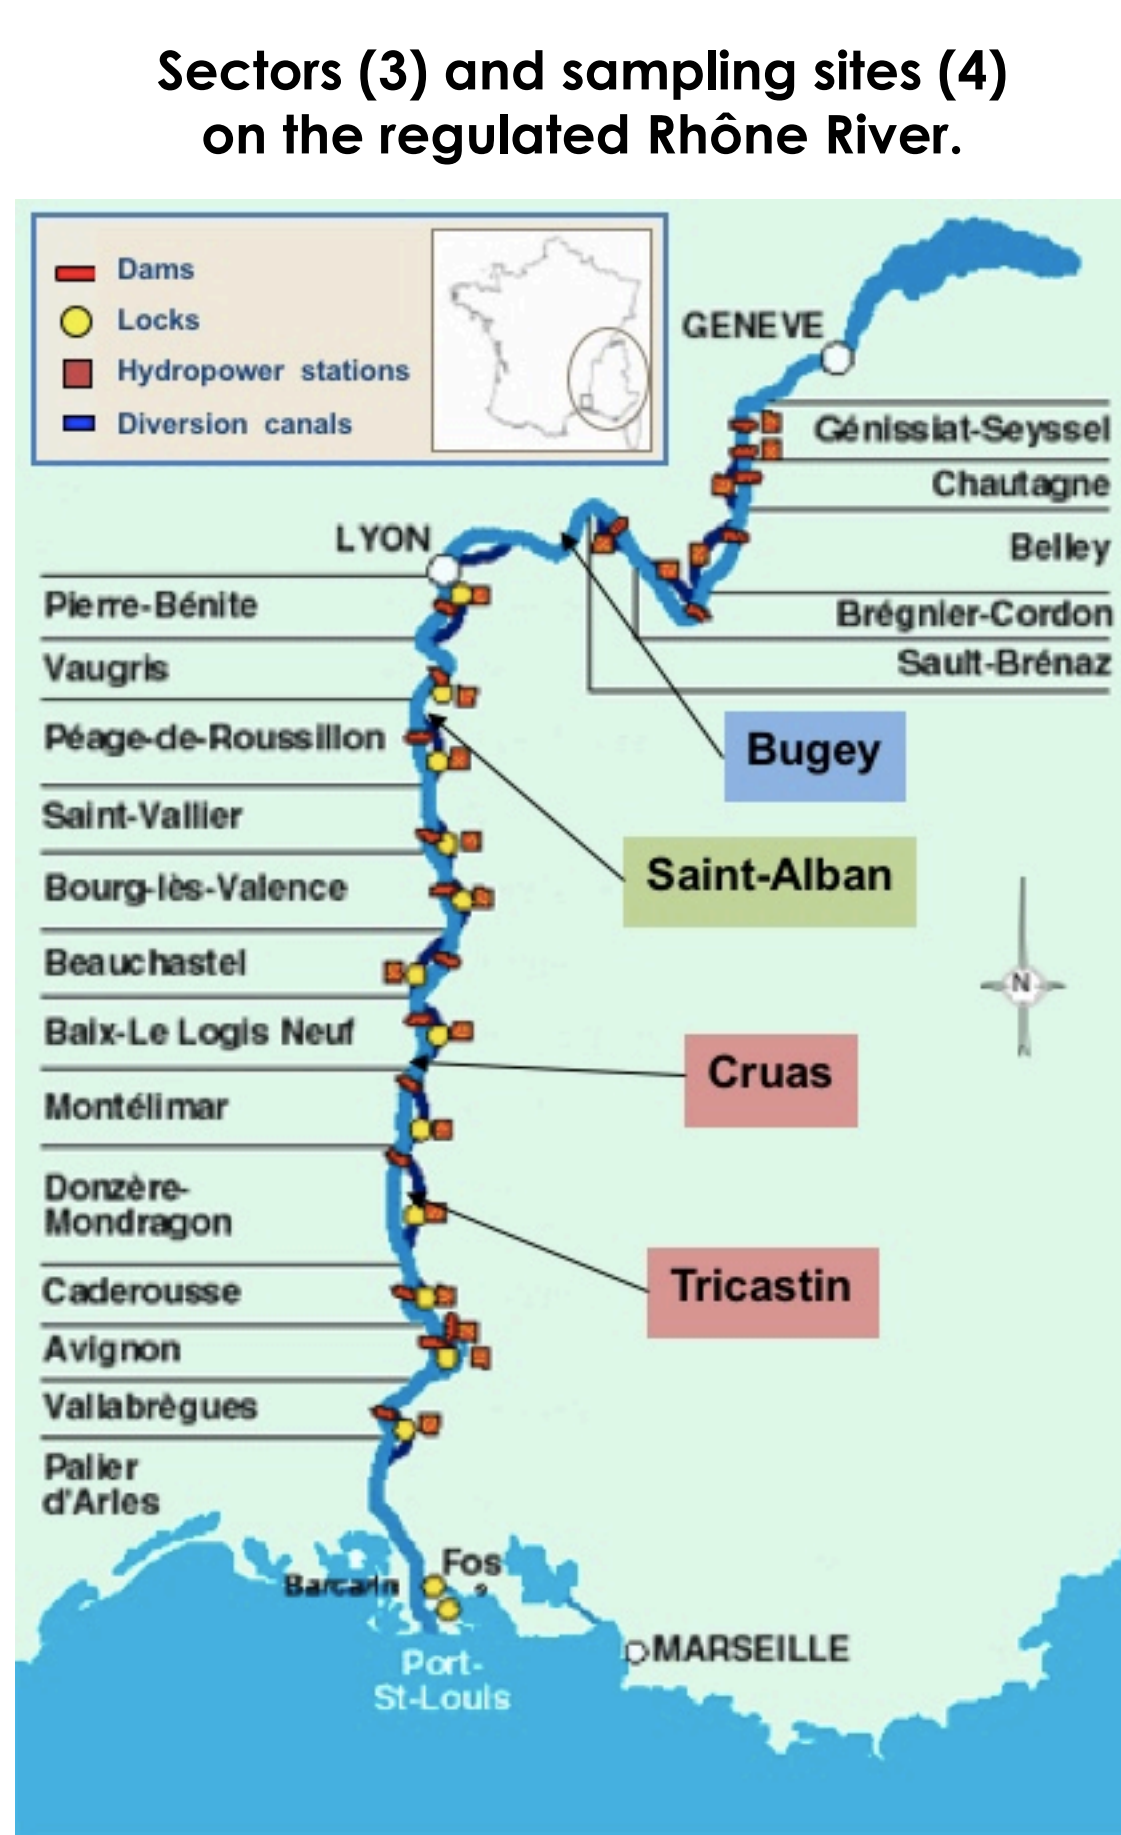 Sectors (3) and sampling sites (4)
on the regulated Rhône River.
Dams
Locks
Hydropower stations
Diversion canals
GENEVE
Génissiat-Seyssel
Chautagne
Belley
Brégnier-Cordon
Sault-Brénaz
LYON
Pierre-Bénite
Vaugris
Péage-de-Roussillon
Saint-Vallier
Bourg-lès-Valence
Beauchastel
Baix-Le Logis Neuf
Montélimar
Donzère-
Mondragon
Caderousse
Avignon
Vallabrègues
Palier
d'Arles
Bugey
Saint-Alban
Cruas
Tricastin
N
Fos
Barcarin
Port-
St-Louis
MARSEILLE